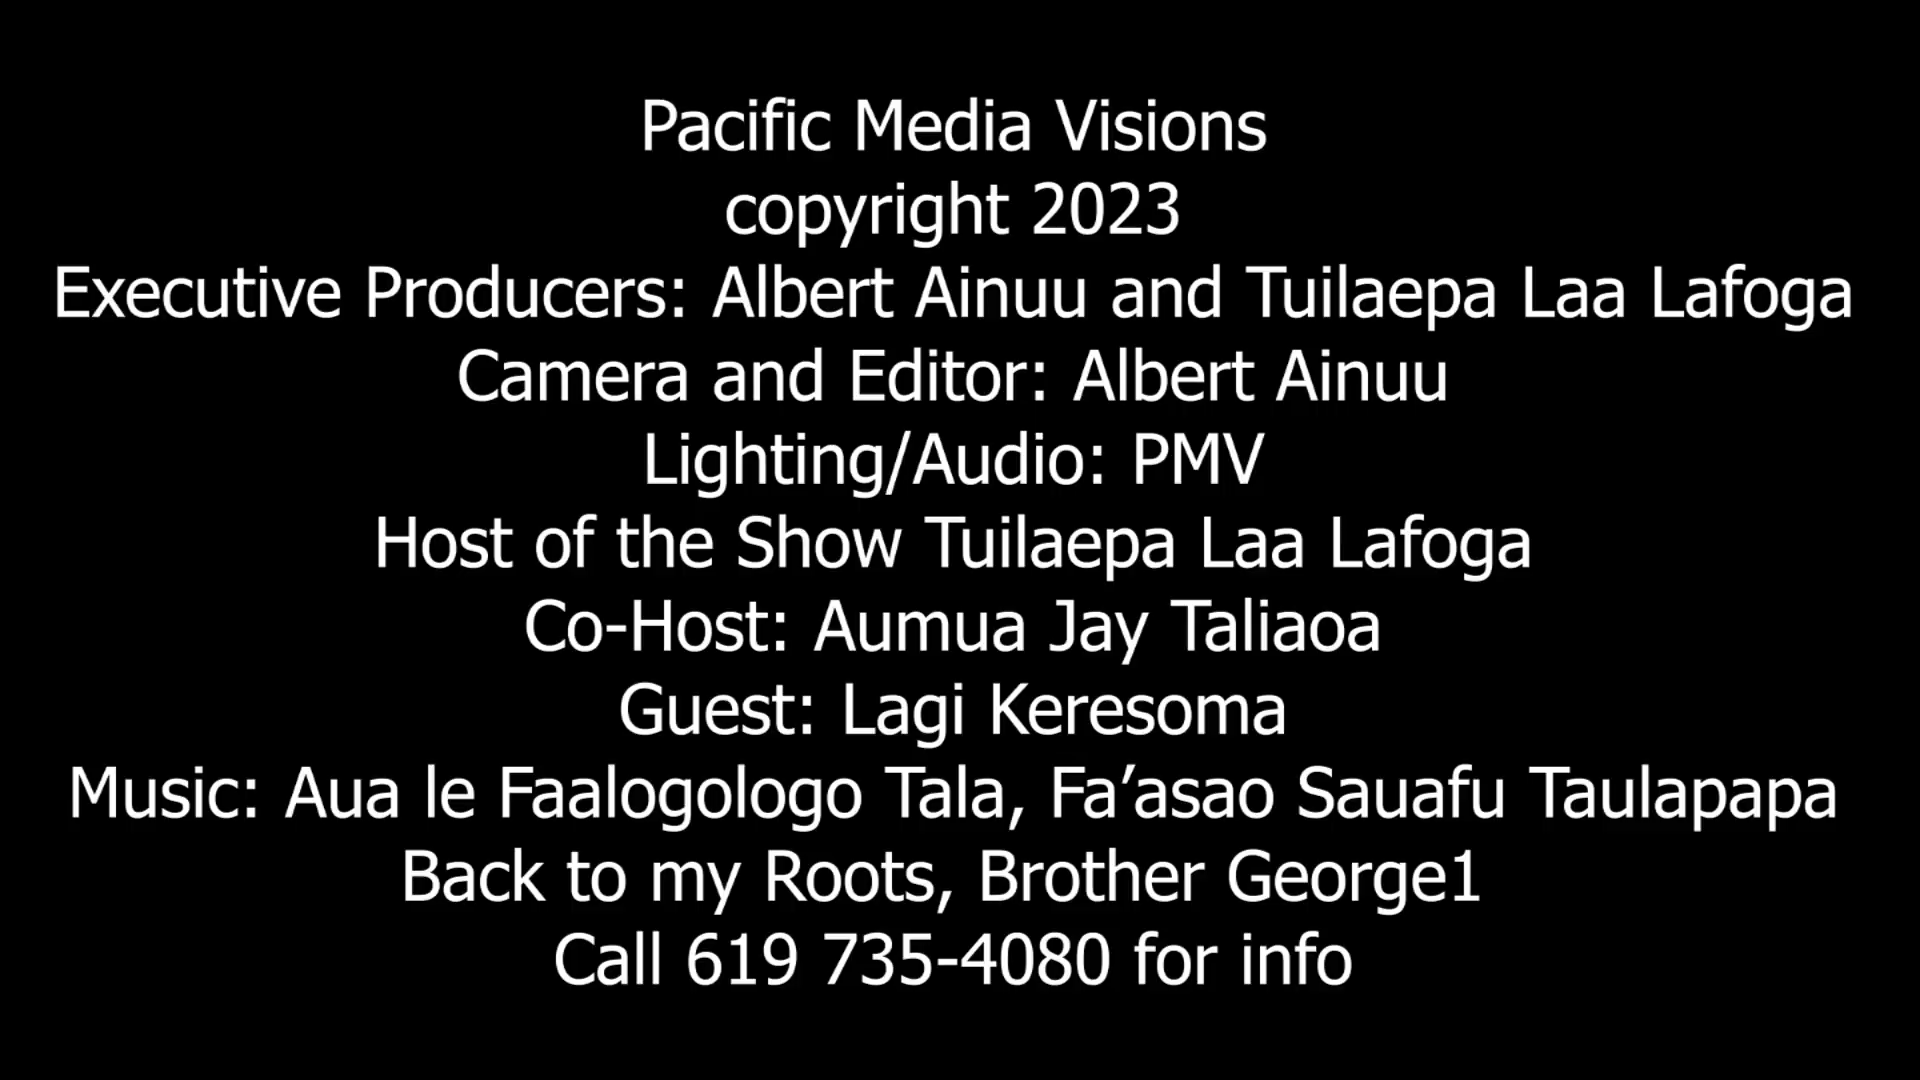 Pacific Media Visions
copyright 2023
Executive Producers: Albert Ainuu and Tuilaepa Laa Lafoga
Camera and Editor: Albert Ainuu
Lighting/Audio: PMV
Host of the Show Tuilaepa Laa Lafoga
Co-Host: Aumua Jay Taliaoa
Guest: Lagi Keresoma
Music: Aua le Faalogologo Tala, Fa’asao Sauafu Taulapapa
Back to my Roots, Brother George1
Call 619 735-4080 for info